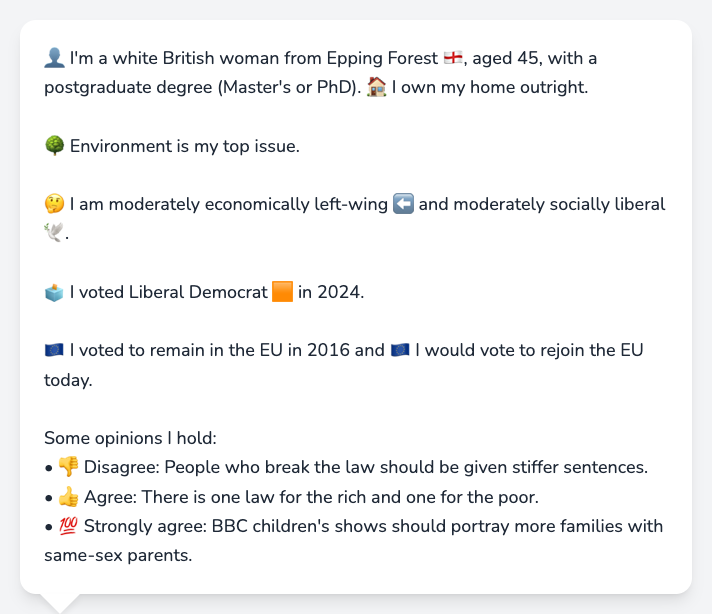 👤 I'm a white British woman from Epping Forest 🏴󠁧󠁢󠁥󠁮󠁧󠁿, aged 45, with a
postgraduate degree (Master's or PhD). 🏠 I own my home outright.
🌳 Environment is my top issue.
🤔 I am moderately economically left-wing ⬅️ and moderately socially liberal
🕊️.
🗳️ I voted Liberal Democrat 🟧 in 2024.
🇪🇺 I voted to remain in the EU in 2016 and 🇪🇺 I would vote to rejoin the EU
today.
Some opinions I hold:
• 👎 Disagree: People who break the law should be given stiffer sentences.
• 👍 Agree: There is one law for the rich and one for the poor.
• 💯 Strongly agree: BBC children's shows should portray more families with
same-sex parents.